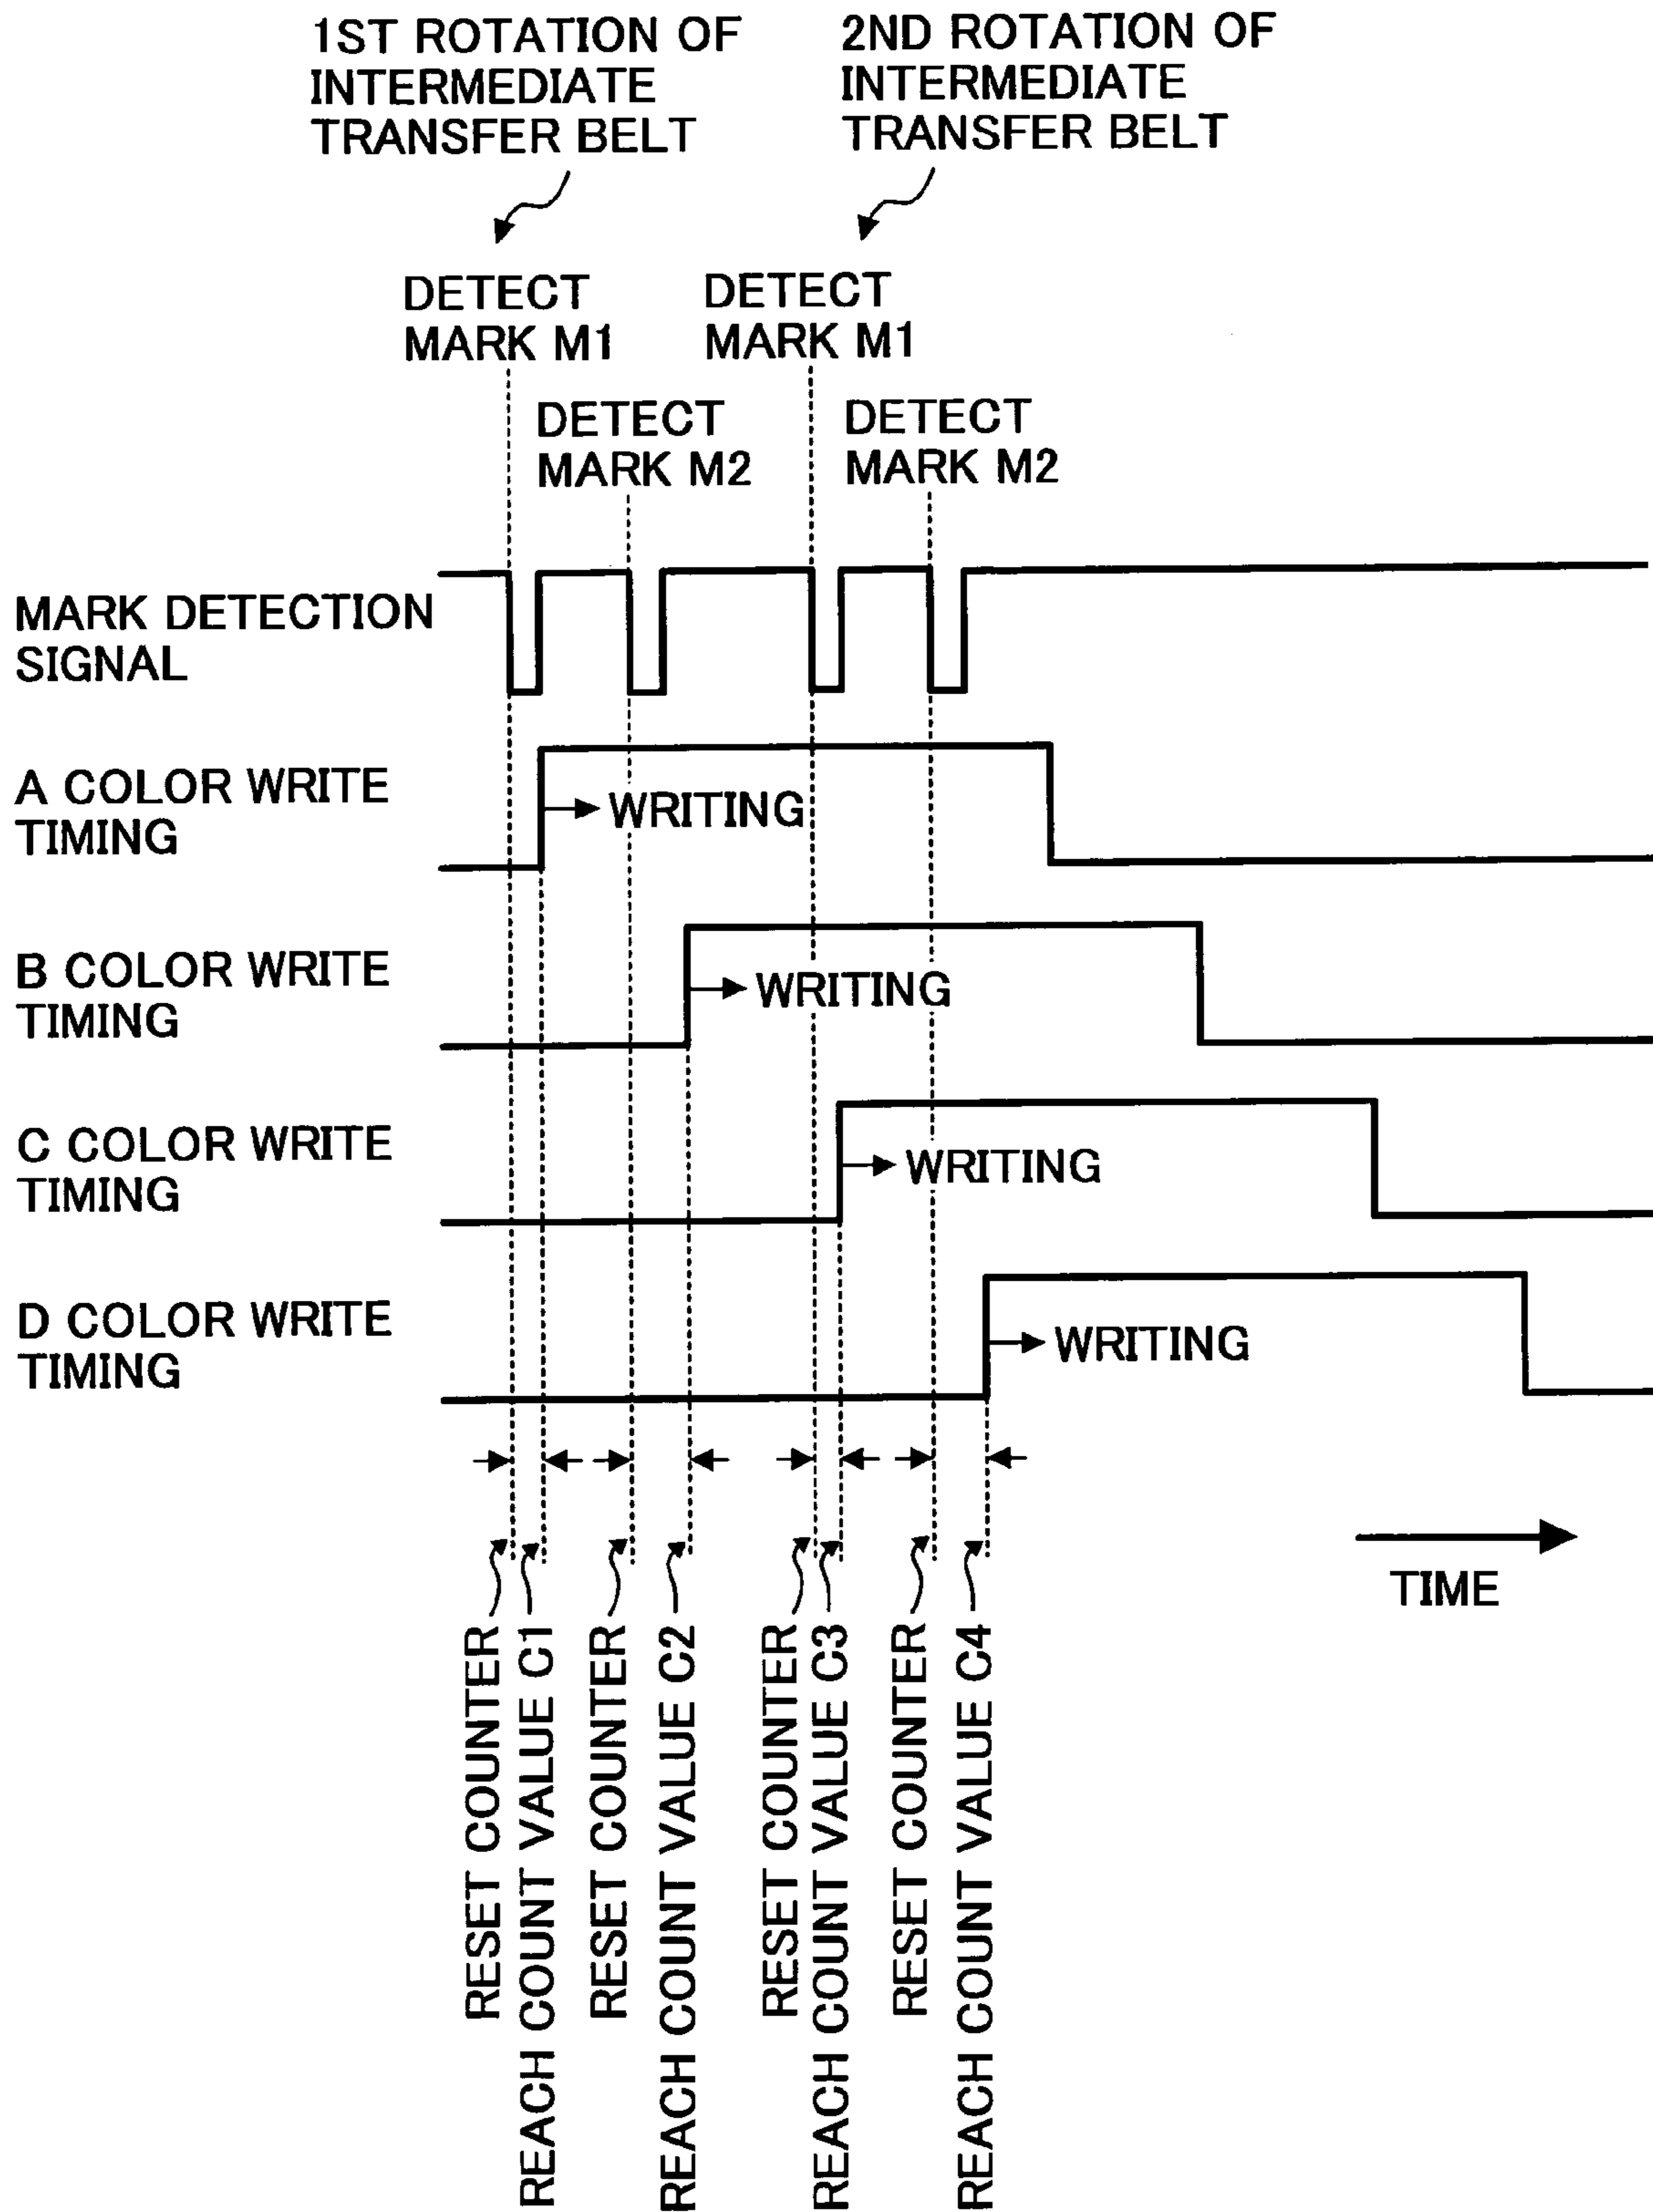 1ST ROTATION OF
INTERMEDIATE
TRANSFER BELT
2ND ROTATION OF
INTERMEDIATE
TRANSFER BELT
DETECT
MARK M1
DETECT
MARK M1
DETECT
MARK M2
DETECT
MARK M2
MARK DETECTION
SIGNAL
A COLOR WRITE
TIMING
WRITING
B COLOR WRITE
TIMING
WRITING
C COLOR WRITE
TIMING
WRITING
D COLOR WRITE
TIMING
WRITING
TIME
RESET COUNTER
REACH COUNT VALUE C1
RESET COUNTER
REACH COUNT VALUE C2
RESET COUNTER
REACH COUNT VALUE C3
RESET COUNTER
REACH COUNT VALUE C4